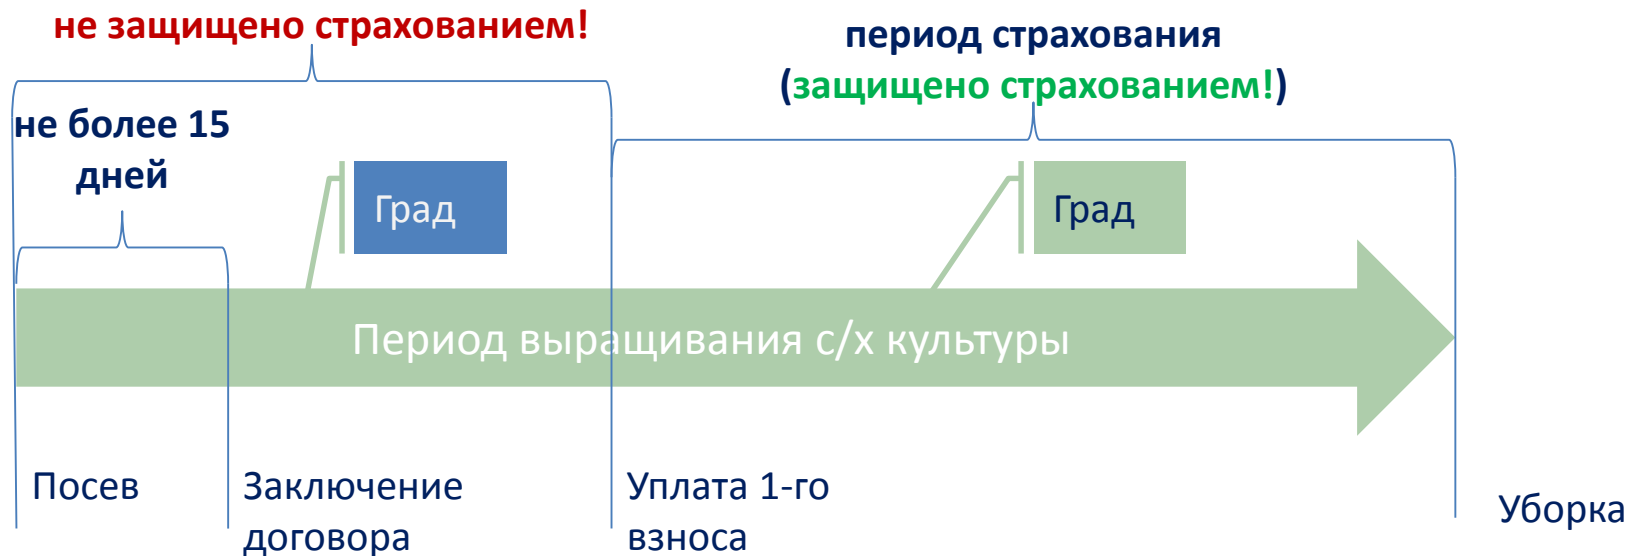 не защищено страхованием!
период страхования
(защищено страхованием!)
не более 15
дней
Град
Град
Период выращивания с/х культуры
Посев
Заключение
договора
Уплата 1-го
взноса
Уборка